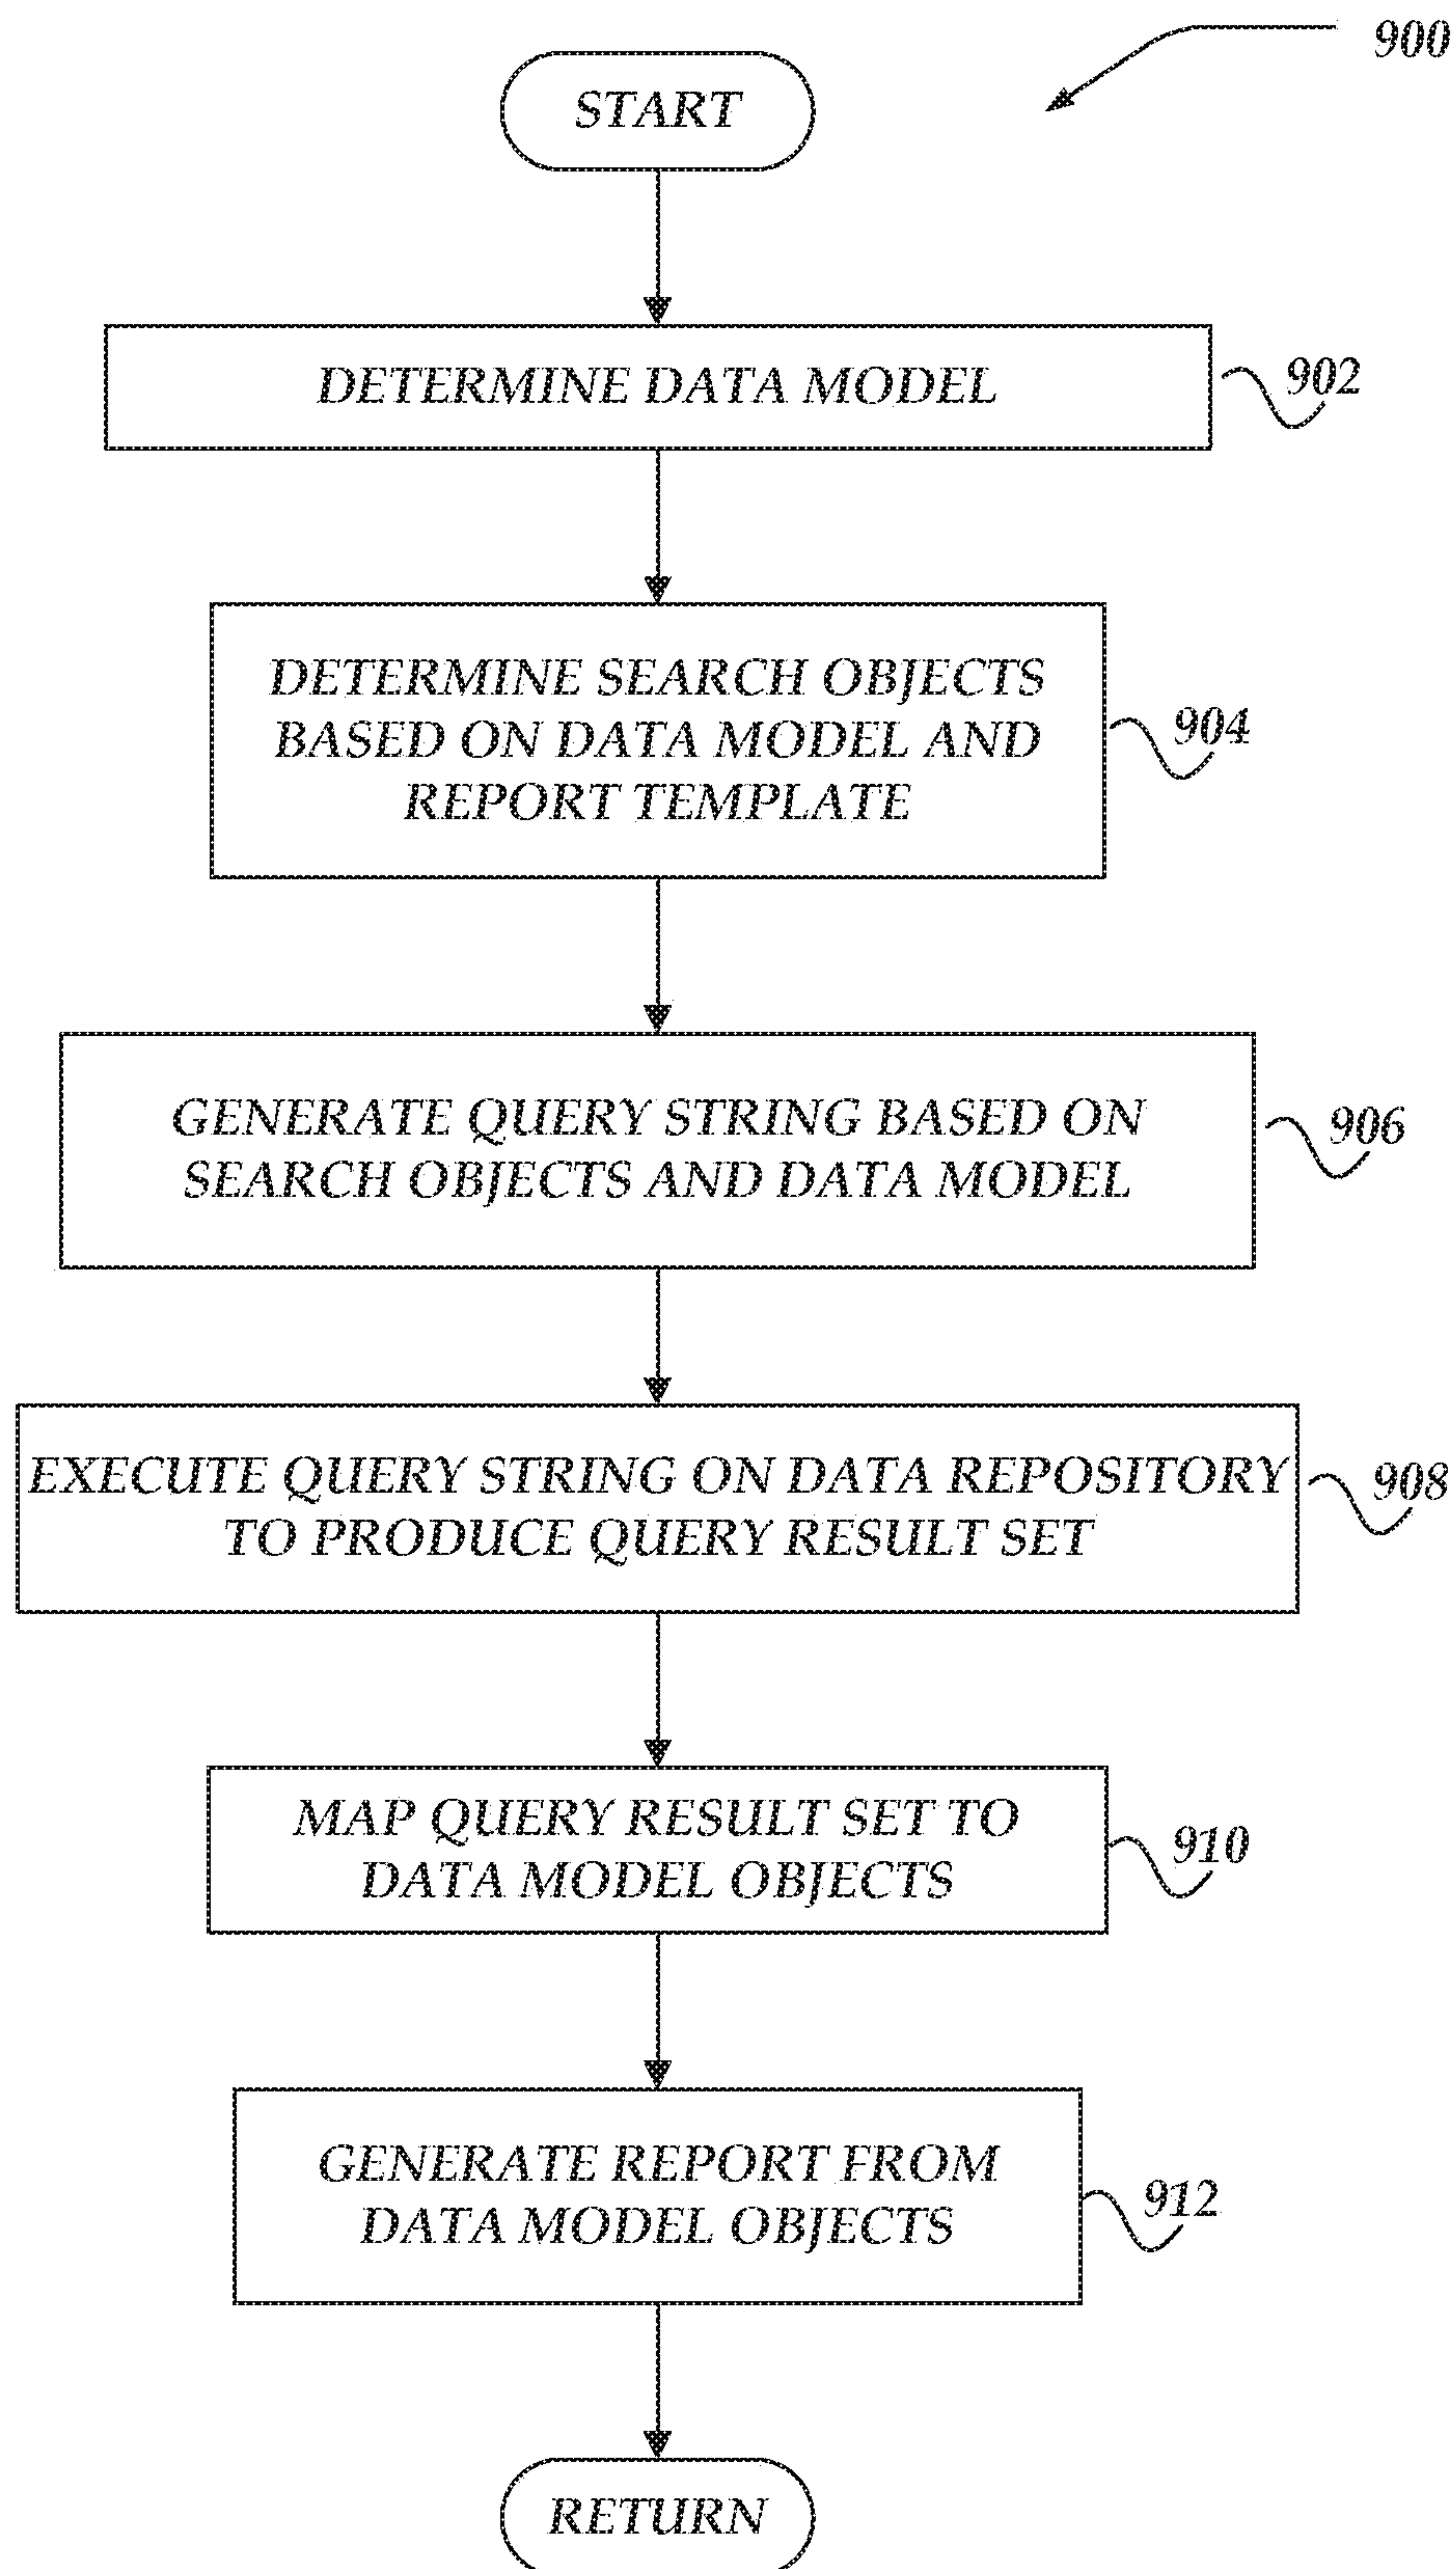 900
START
DETERMINE DATA MODEL
902
DETERMINE SEARCH OBJECTS
BASED ON DATA MODEL AND
REPORT TEMPLATE
904
GENERATE QUERY STRING BASED ON
SEARCH OBJECTS AND DATA MODEL
906
EXECUTE QUERY STRING ON DATA REPOSITORY
TO PRODUCE QUERY RESULT SET
908
MAP QUERY RESULT SET TO
DATA MODEL OBJECTS
910
GENERATE REPORT FROM
DATA MODEL OBJECTS
912
RETURN